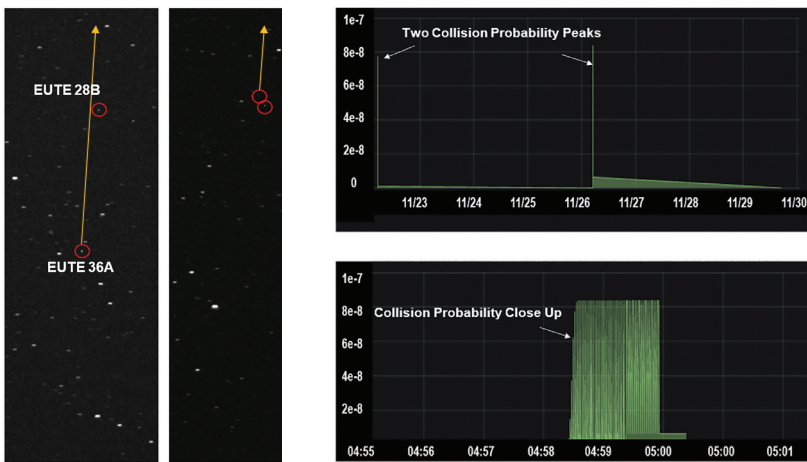 EUTE 28B
EUTE 36A
1e-7
Two Collision Probability Peaks
8e-8
6e-8
4e-8
2e-8
0
11/23 11/24 11/25 11/26 11/27 11/28 11/29 11/30
1e-7
8e-8
Collision Probability Close Up
6e-8
4e-8
2e-8
04:55 04:56 04:57 04:58 04:59 05:00 05:00 05:01